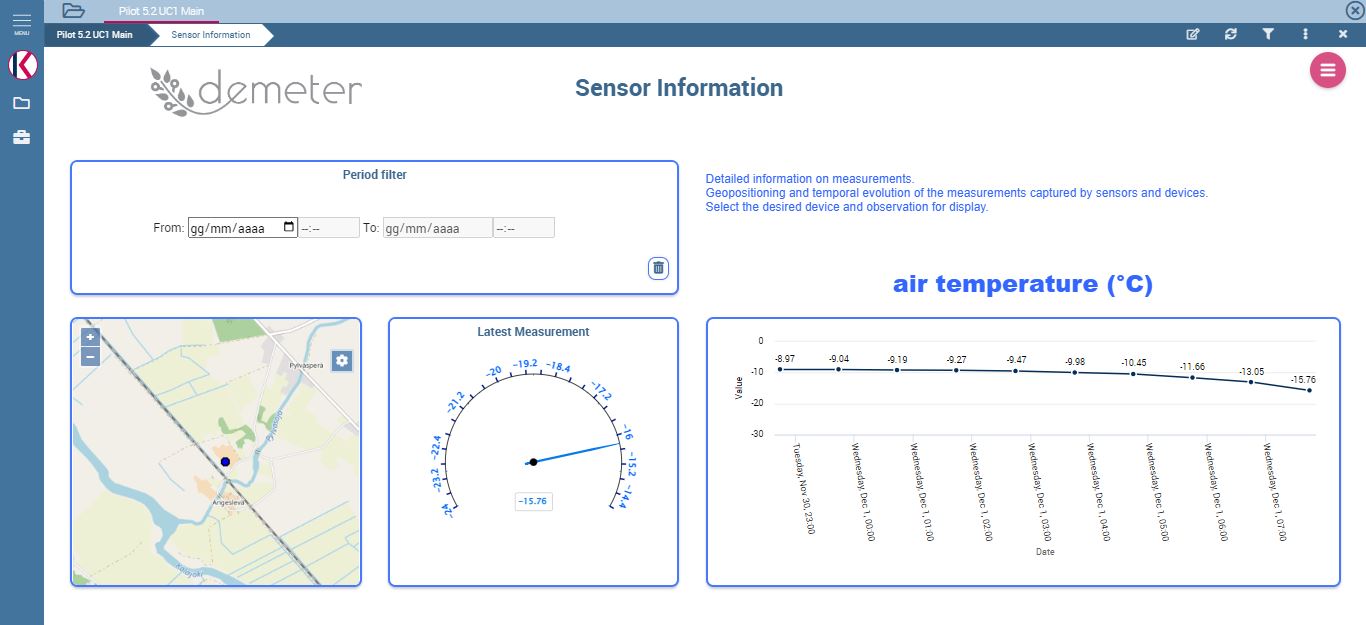 Pilot 5.2 UC1 Main
MENU
Pilot 5.2 UC1 Main
Sensor Information
demeter
Sensor Information
Period filter
From: gg/mm/aaaa --:-- To: gg/mm/aaaa --:--
Detailed information on measurements.
Geopositioning and temporal evolution of the measurements captured by sensors and devices.
Select the desired device and observation for display.
air temperature (°C)
+
−
Pylväsperä
Pylväsoja
Angesleva
Kalajoki
Latest Measurement
−24
−23.2
−22.4
−21.2
−20
−19.2
−18.4
−17.2
−16
−15.2
−14.4
−15.76
Value
0
-10
-20
-30
-8.97
-9.04
-9.19
-9.27
-9.47
-9.98
-10.45
-11.66
-13.05
-15.76
Tuesday, Nov 30, 23:00
Wednesday, Dec 1, 00:00
Wednesday, Dec 1, 01:00
Wednesday, Dec 1, 02:00
Wednesday, Dec 1, 03:00
Wednesday, Dec 1, 04:00
Wednesday, Dec 1, 05:00
Wednesday, Dec 1, 06:00
Wednesday, Dec 1, 07:00
Date